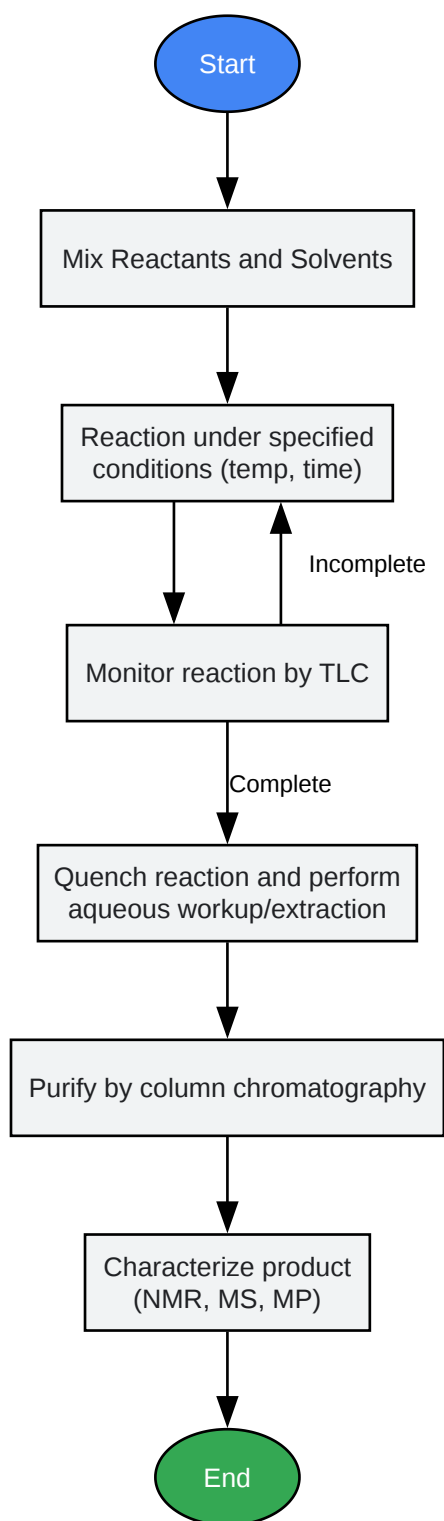 Start
Mix Reactants and Solvents
Reaction under specified
conditions (temp, time)
Incomplete
Monitor reaction by TLC
Complete
Quench reaction and perform
aqueous workup/extraction
Purify by column chromatography
Characterize product
(NMR, MS, MP)
End